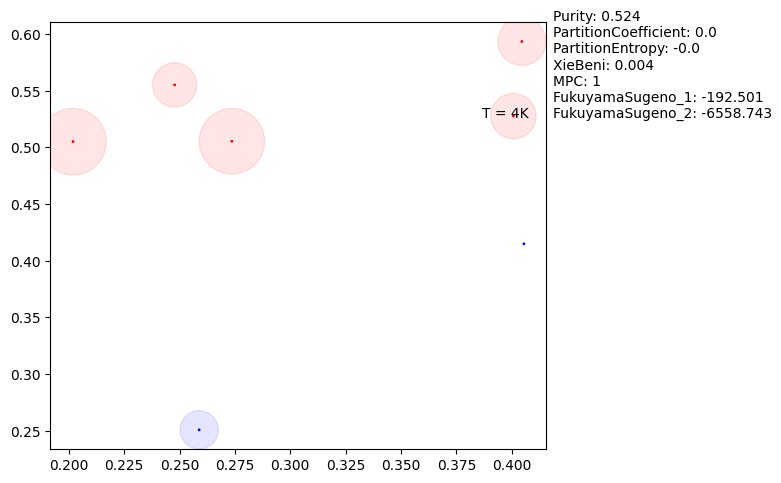 Purity: 0.524
PartitionCoefficient: 0.0
PartitionEntropy: -0.0
XieBeni: 0.004
MPC: 1
FukuyamaSugeno_1: -192.501
FukuyamaSugeno_2: -6558.743
T = 4K
0.60
0.55
0.50
0.45
0.40
0.35
0.30
0.25
0.200 0.225 0.250 0.275 0.300 0.325 0.350 0.375 0.400